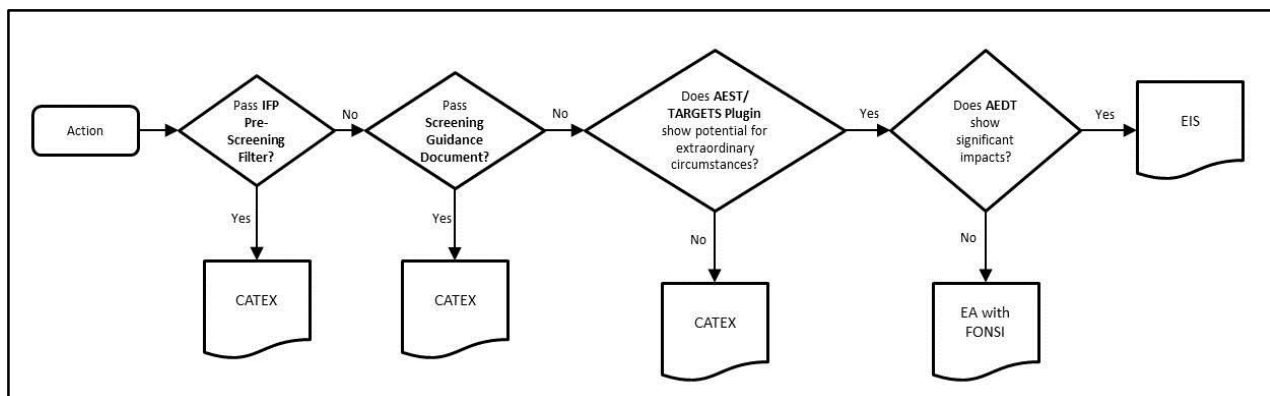 Action
Pass IFP
Pre-
Screening
Filter?
No
Yes
CATEX
Pass
Screening
Guidance
Document?
No
Yes
CATEX
Does AEST/
TARGETS Plugin
show potential for
extraordinary
circumstances?
Yes
No
CATEX
Does AEDT
show
significant
impacts?
Yes
No
EA with
FONSI
EIS